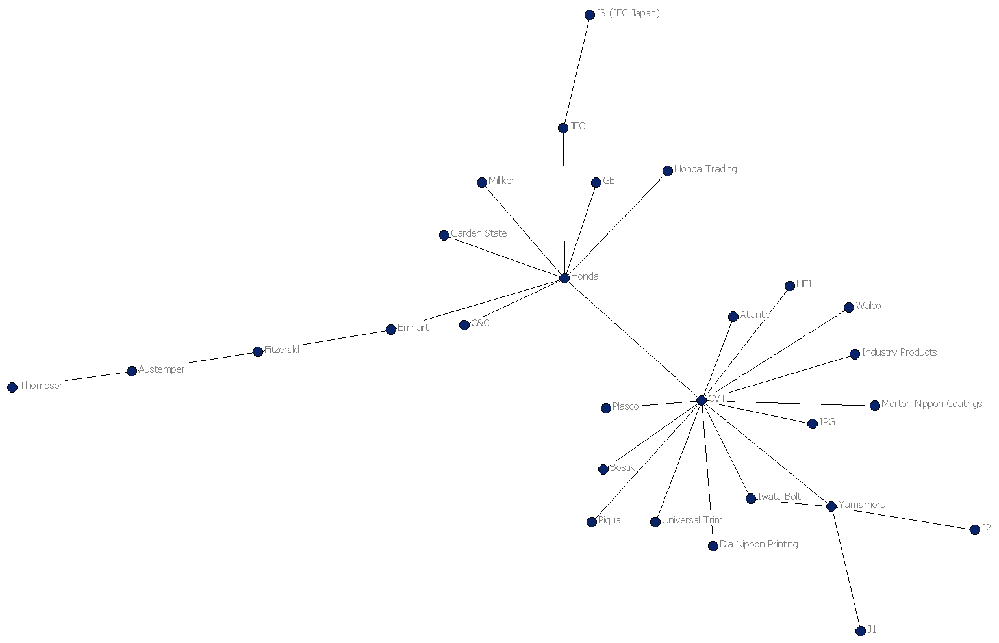 J3 (JFC Japan)
JFC
Honda Trading
Milliken
GE
Garden State
Honda
HFI
Walco
Atlantic
C&C
Emhart
Fitzerald
Industry Products
Austemper
Thompson
CVT
Plasco
Morton Nippon Coatings
IPG
Bostik
Iwata Bolt
Yamamoru
Piqua
Universal Trim
J2
Dia Nippon Printing
J1